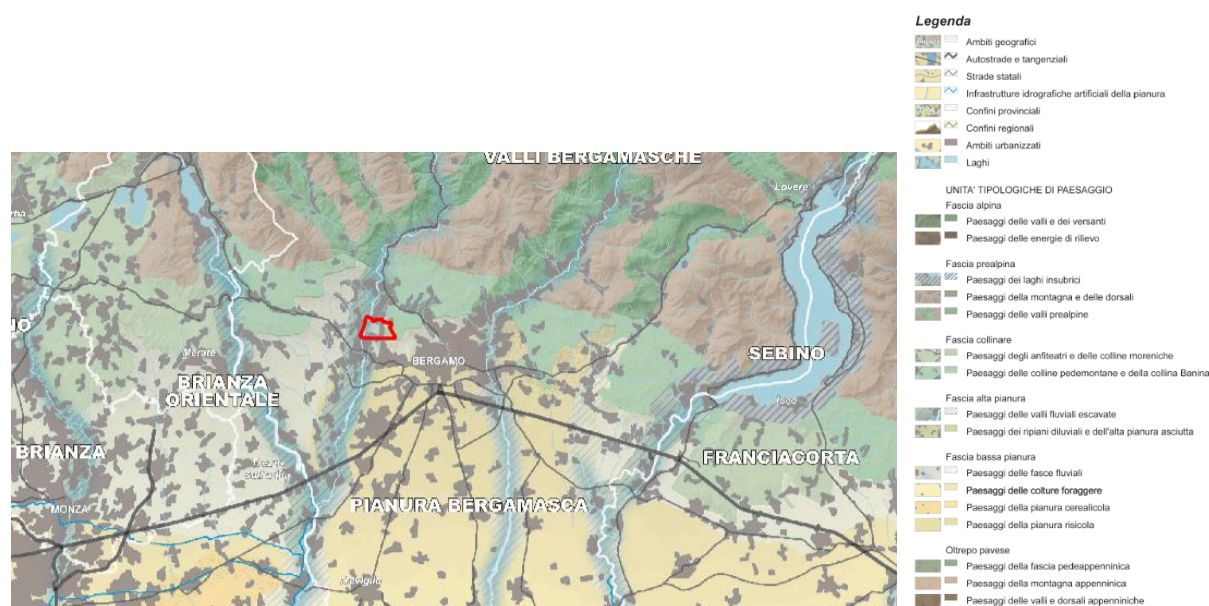 Legenda
Ambiti geografici
Autostrade e tangenziali
Strade statali
Infrastrutture idrografiche artificiali della pianura
Confini provinciali
Confini regionali
Ambiti urbanizzati
Laghi
UNITA' TIPOLOGICHE DI PAESAGGIO
Fascia alpina
Paesaggi delle valli e dei versanti
Paesaggi delle energie di rilievo
Fascia prealpina
Paesaggi dei laghi insubrici
Paesaggi della montagna e delle dorsali
Paesaggi delle valli prealpine
Fascia collinare
Paesaggi degli anfiteatri e delle colline moreniche
Paesaggi delle colline pedemontane e della collina Banina
Fascia alta pianura
Paesaggi delle valli fluviali escavate
Paesaggi dei ripiani diluviali e dell'alta pianura asciutta
Fascia bassa pianura
Paesaggi delle fasce fluviali
Paesaggi delle colture foraggere
Paesaggi della pianura cerealicola
Paesaggi della pianura risicola
Oltrepo pavese
Paesaggi della fascia pedeappenninica
Paesaggi della montagna appenninica
Paesaggi delle valli e dorsali appenniniche
VALLI BERGAMASCHE
Lovere
NO
Merate
BERGAMO
SEBINO
BRIANZA
ORIENTALE
Iseo
BRIANZA
FRANCIACORTA
PIANURA BERGAMASCA
MONZA
Treviglio